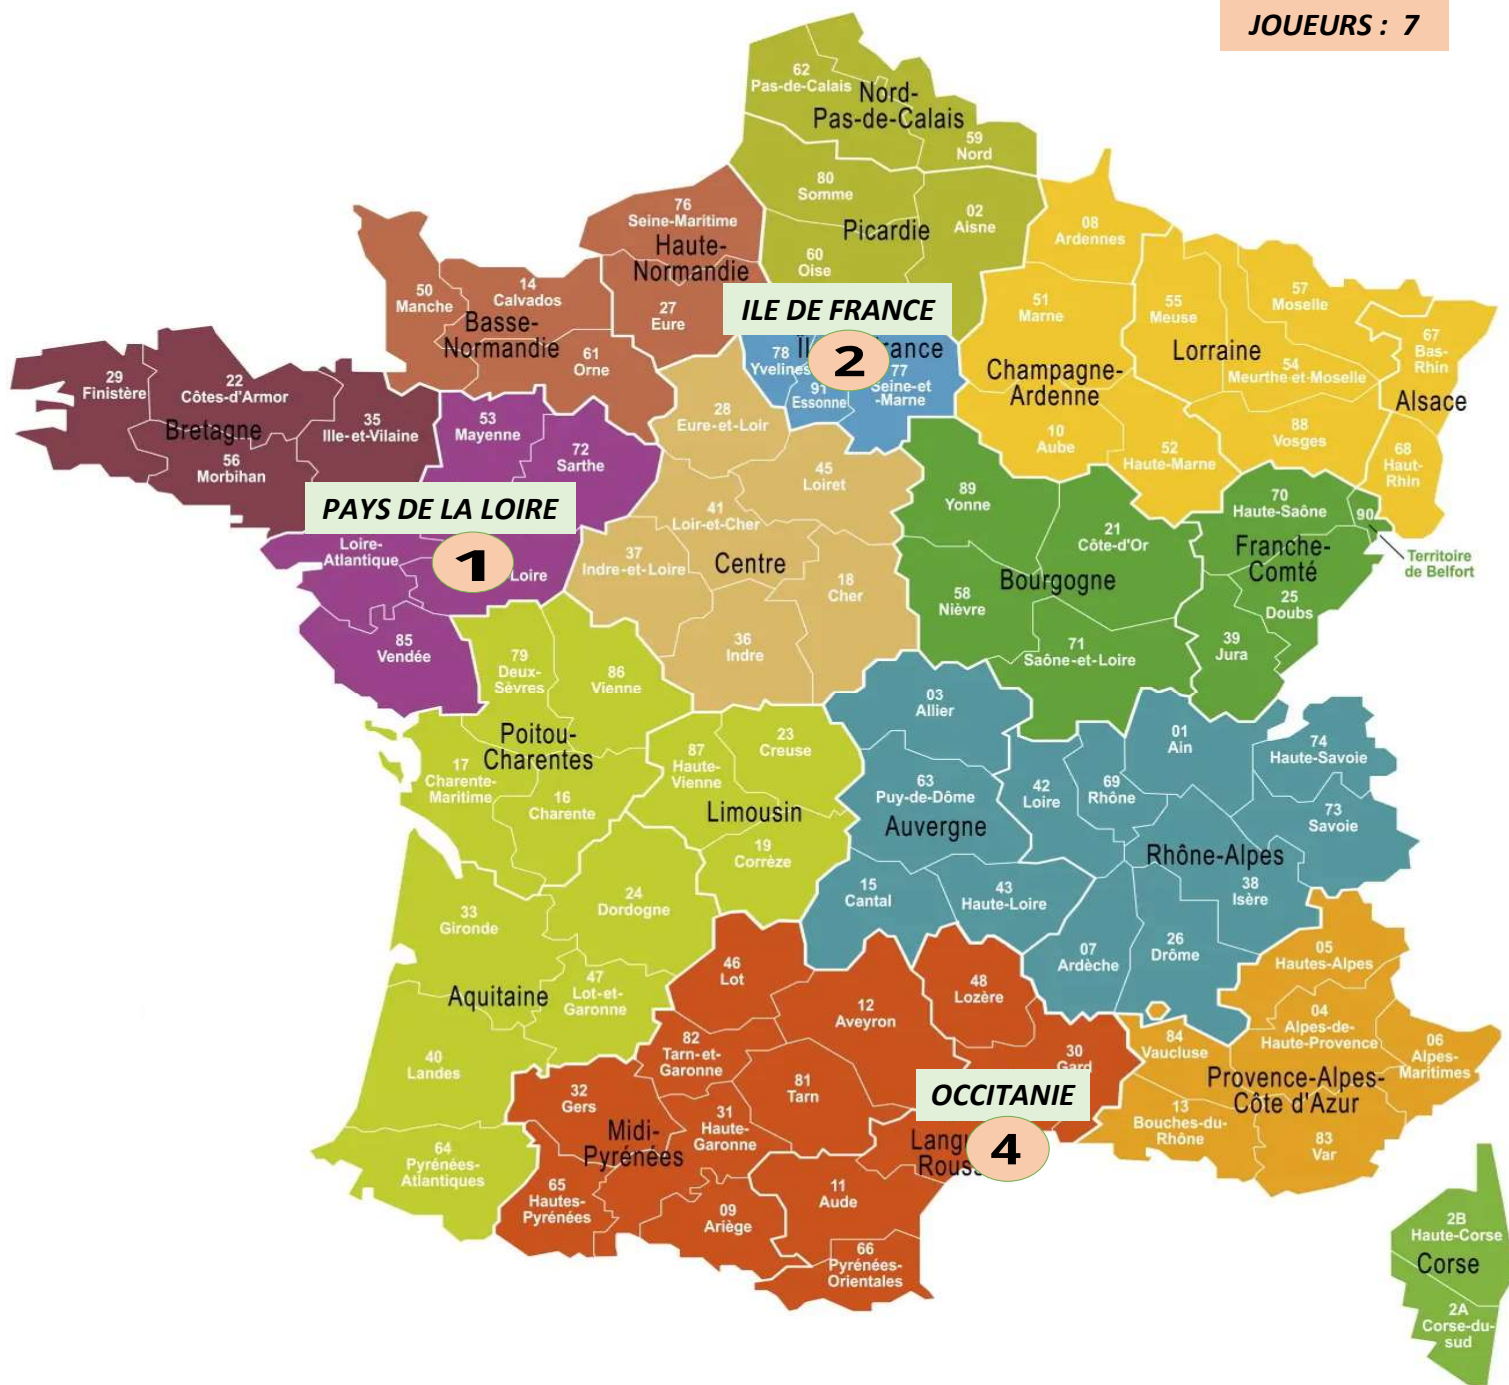 JOUEURS : 7
62
Pas-de-Calais
Nord-
Pas-de-Calais
59
Nord
80
Somme
02
Aisne
Picardie
60
Oise
76
Seine-Maritime
Haute-
Normandie
27
Eure
08
Ardennes
51
Marne
55
Meuse
57
Moselle
54
Meurthe-et-Moselle
Lorraine
67
Bas-
Rhin
Alsace
68
Haut-
Rhin
88
Vosges
Champagne-
Ardenne
10
Aube
52
Haute-Marne
50
Manche
14
Calvados
Basse-
Normandie
61
Orne
ILE DE FRANCE
2
rance
78
Yvelines
91
Essonne
77
Seine-et
-Marne
29
Finistère
22
Côtes-d'Armor
Bretagne
35
Ille-et-Vilaine
56
Morbihan
53
Mayenne
72
Sarthe
PAYS DE LA LOIRE
1
Loire-
Atlantique
Loire
85
Vendée
28
Eure-et-Loir
45
Loiret
41
Loir-et-Cher
37
Indre-et-Loire
Centre
18
Cher
36
Indre
89
Yonne
21
Côte-d'Or
Bourgogne
58
Nièvre
71
Saône-et-Loire
70
Haute-Saône
90
Territoire
de Belfort
Franche-
Comté
25
Doubs
39
Jura
79
Deux-
Sèvres
86
Vienne
Poitou-
Charentes
17
Charente-
Maritime
16
Charente
87
Haute-
Vienne
23
Creuse
Limousin
19
Corrèze
03
Allier
63
Puy-de-Dôme
Auvergne
15
Cantal
43
Haute-Loire
42
Loire
69
Rhône
01
Ain
74
Haute-Savoie
73
Savoie
Rhône-Alpes
38
Isère
07
Ardèche
26
Drôme
33
Gironde
24
Dordogne
47
Lot-et-
Garonne
Aquitaine
40
Landes
64
Pyrénées-
Atlantiques
46
Lot
12
Aveyron
48
Lozère
82
Tarn-et-
Garonne
81
Tarn
30
Gard
32
Gers
31
Haute-
Garonne
Midi-
Pyrénées
65
Hautes-
Pyrénées
09
Ariège
OCCITANIE
4
Lang
Rouss
11
Aude
66
Pyrénées-
Orientales
05
Hautes-Alpes
04
Alpes-de-
Haute-Provence
06
Alpes-
Maritimes
84
Vaucluse
Provence-Alpes-
Côte d'Azur
13
Bouches-du-
Rhône
83
Var
2B
Haute-Corse
Corse
2A
Corse-du-
sud